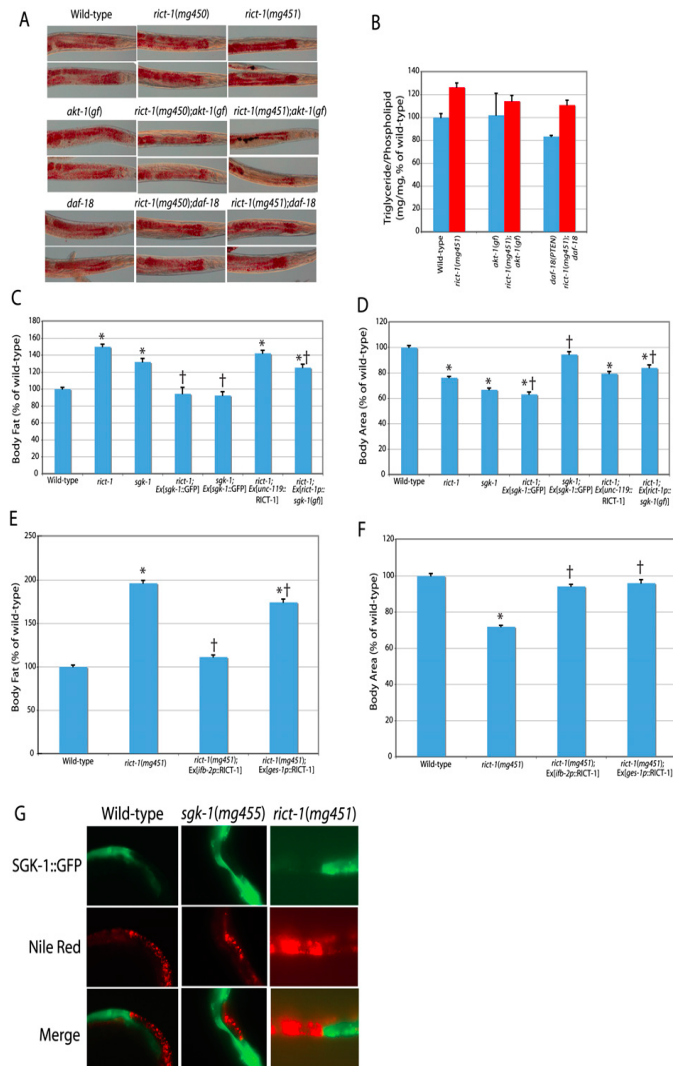 A
Wild-type
rict-1(mg450)
rict-1(mg451)
akt-1(gf)
rict-1(mg450);akt-1(gf)
rict-1(mg451);akt-1(gf)
daf-18
rict-1(mg450);daf-18
rict-1(mg451);daf-18
B
Triglyceride/Phospholipid
(mg/mg, % of wild-type)
140
120
100
80
60
40
20
0
Wild-type
rict-1(mg451)
akt-1(gf)
rict-1(mg451);
akt-1(gf)
daf-18(PTEN)
rict-1(mg451);
daf-18
C
Body Fat (% of wild-type)
180
160
140
120
100
80
60
40
20
0
*
*
†
†
*
*†
Wild-type
rict-1
sgk-1
rict-1;
Ex[sgk-1::GFP]
sgk-1;
Ex[sgk-1::GFP]
rict-1;
Ex[unc-119::
RICT-1]
rict-1;
Ex[rict-1p::
sgk-1(gf)]
D
Body Area (% of wild-type)
120
100
80
60
40
20
0
*
*
*†
†
*
*†
Wild-type
rict-1
sgk-1
rict-1;
Ex[sgk-1::GFP]
sgk-1;
Ex[sgk-1::GFP]
rict-1;
Ex[unc-119::
RICT-1]
rict-1;
Ex[rict-1p::
sgk-1(gf)]
E
Body Fat (% of wild-type)
250
200
150
100
50
0
*
†
*†
Wild-type
rict-1(mg451)
rict-1(mg451);
Ex[ifb-2p::RICT-1]
rict-1(mg451);
Ex[ges-1p::RICT-1]
F
Body Area (% of wild-type)
120
100
80
60
40
20
0
*
†
†
Wild-type
rict-1(mg451)
rict-1(mg451);
Ex[ifb-2p::RICT-1]
rict-1(mg451);
Ex[ges-1p::RICT-1]
G
Wild-type
sgk-1(mg455)
rict-1(mg451)
SGK-1::GFP
Nile Red
Merge